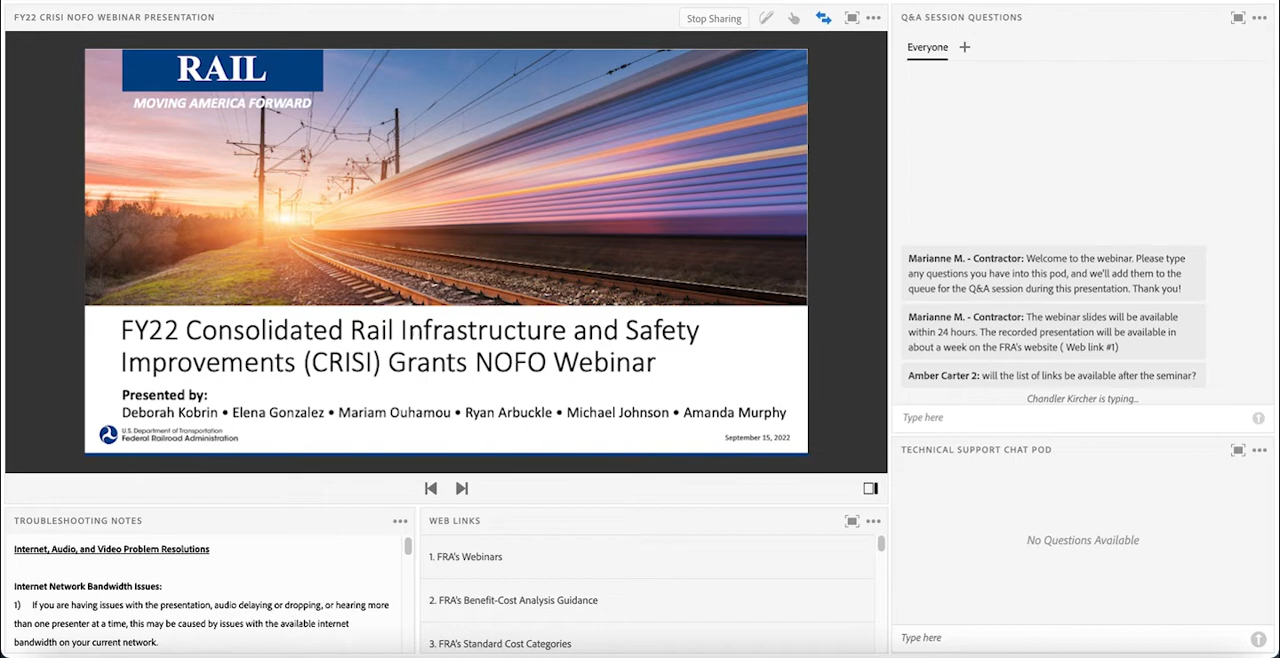 FY22 CRISI NOFO WEBINAR PRESENTATION
Stop Sharing
RAIL
MOVING AMERICA FORWARD
FY22 Consolidated Rail Infrastructure and Safety
Improvements (CRISI) Grants NOFO Webinar
Presented by:
Deborah Kobrin • Elena Gonzalez • Mariam Ouhamou • Ryan Arbuckle • Michael Johnson • Amanda Murphy
U.S. Department of Transportation
Federal Railroad Administration
September 15, 2022
TROUBLESHOOTING NOTES
Internet, Audio, and Video Problem Resolutions
Internet Network Bandwidth Issues:
1) If you are having issues with the presentation, audio delaying or dropping, or hearing more
than one presenter at a time, this may be caused by issues with the available internet
bandwidth on your current network.
WEB LINKS
1. FRA's Webinars
2. FRA's Benefit-Cost Analysis Guidance
3. FRA's Standard Cost Categories
Q&A SESSION QUESTIONS
Everyone +
Marianne M. - Contractor: Welcome to the webinar. Please type
any questions you have into this pod, and we'll add them to the
queue for the Q&A session during this presentation. Thank you!
Marianne M. - Contractor: The webinar slides will be available
within 24 hours. The recorded presentation will be available in
about a week on the FRA's website ( Web link #1)
Amber Carter 2: will the list of links be available after the seminar?
Chandler Kircher is typing...
Type here
TECHNICAL SUPPORT CHAT POD
No Questions Available
Type here